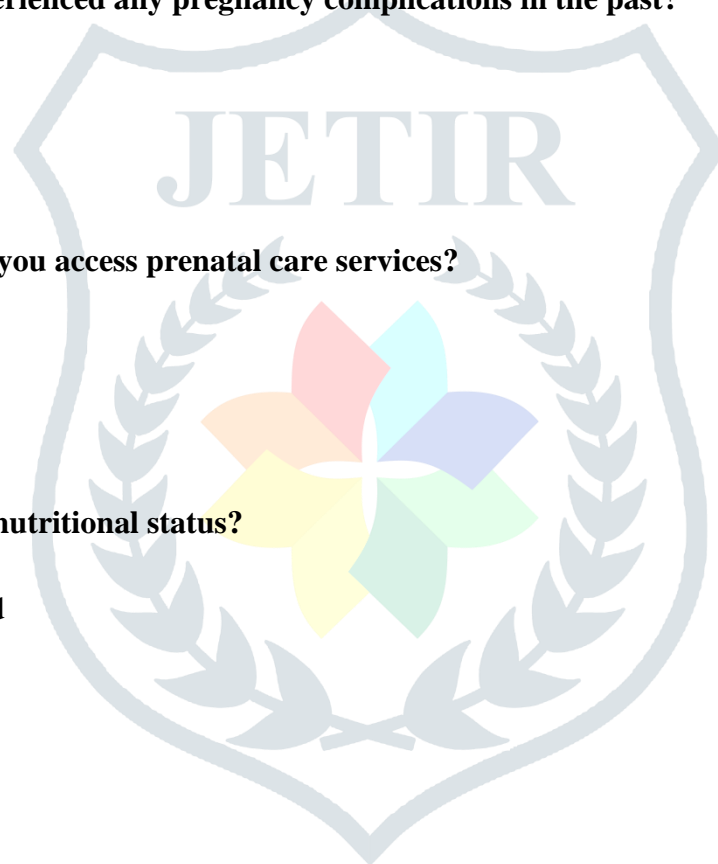 erienced any pregnancy complications in the past?
JETIR
you access prenatal care services?
nutritional status?